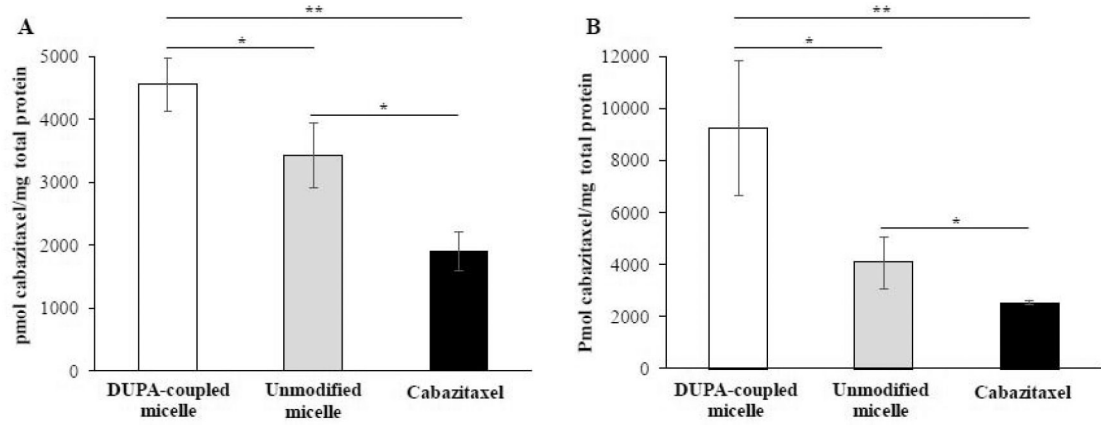 A
**
*
*
pmol cabazitaxel/mg total protein
5000
4000
3000
2000
1000
0
DUPA-coupled
micelle
Unmodified
micelle
Cabazitaxel
B
**
*
*
Pmol cabazitaxel/mg total protein
12000
10000
8000
6000
4000
2000
0
DUPA-coupled
micelle
Unmodified
micelle
Cabazitaxel